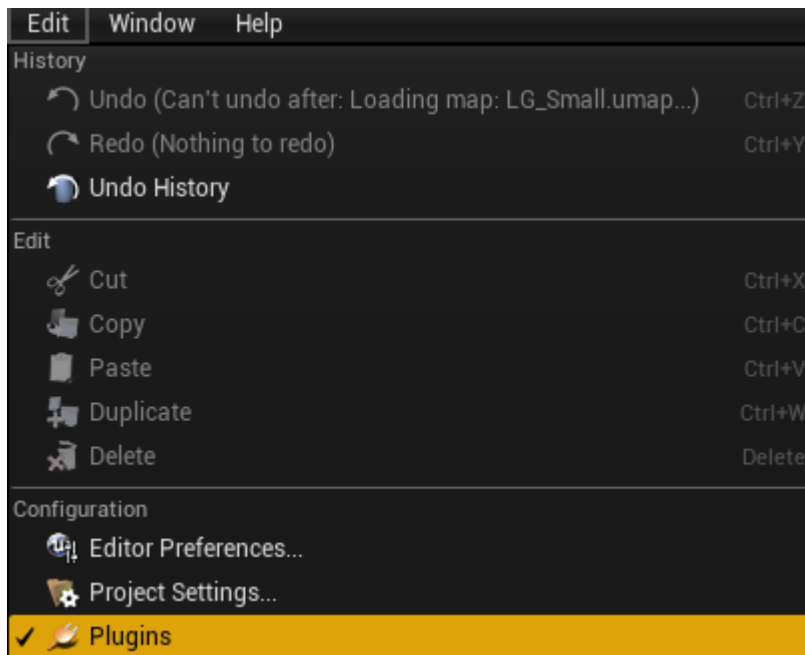 Edit Window Help
History
Undo (Can't undo after: Loading map: LG_Small.umap...) Ctrl+Z
Redo (Nothing to redo) Ctrl+Y
Undo History
Edit
Cut Ctrl+X
Copy Ctrl+C
Paste Ctrl+V
Duplicate Ctrl+W
Delete Delete
Configuration
Editor Preferences...
Project Settings...
Plugins